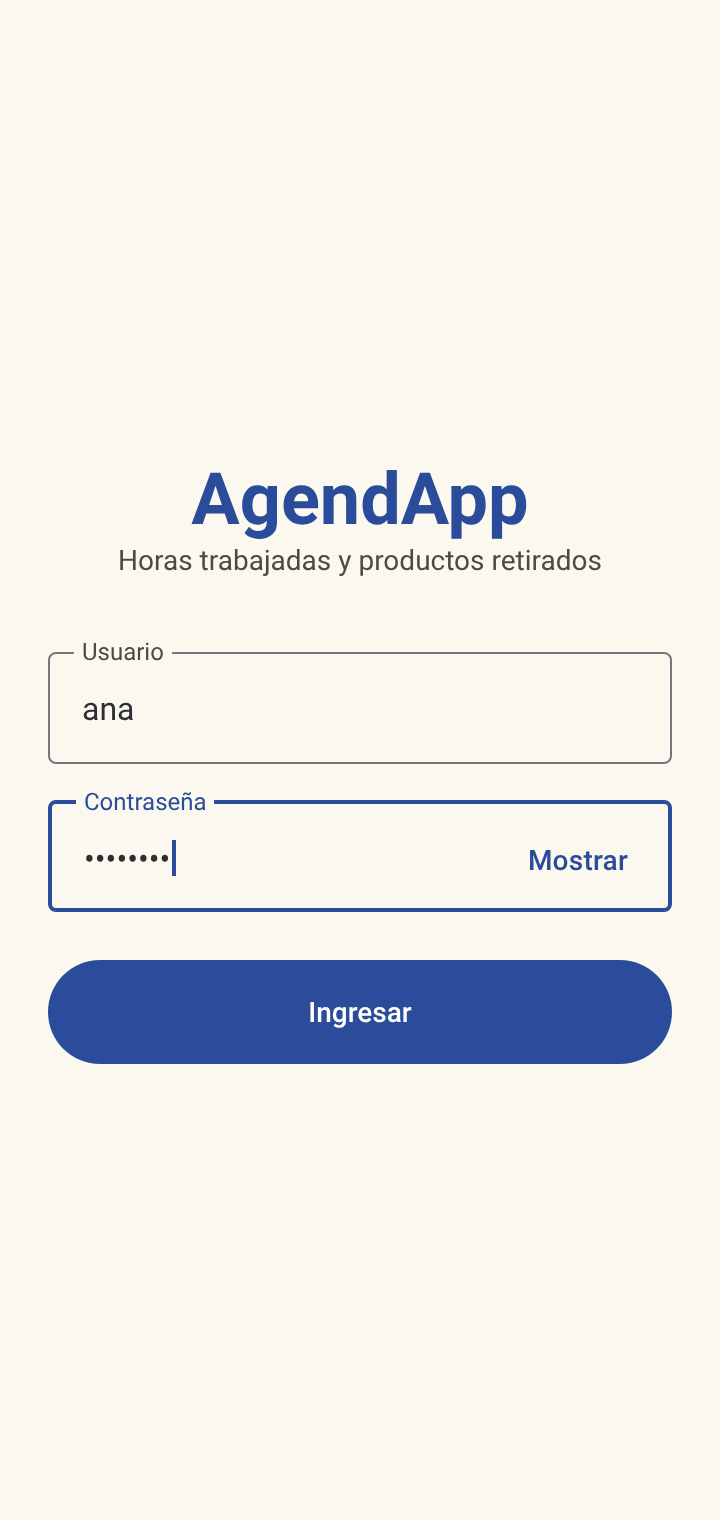 AgendApp
Horas trabajadas y productos retirados
Usuario
ana
Contraseña
••••••••
Mostrar
Ingresar